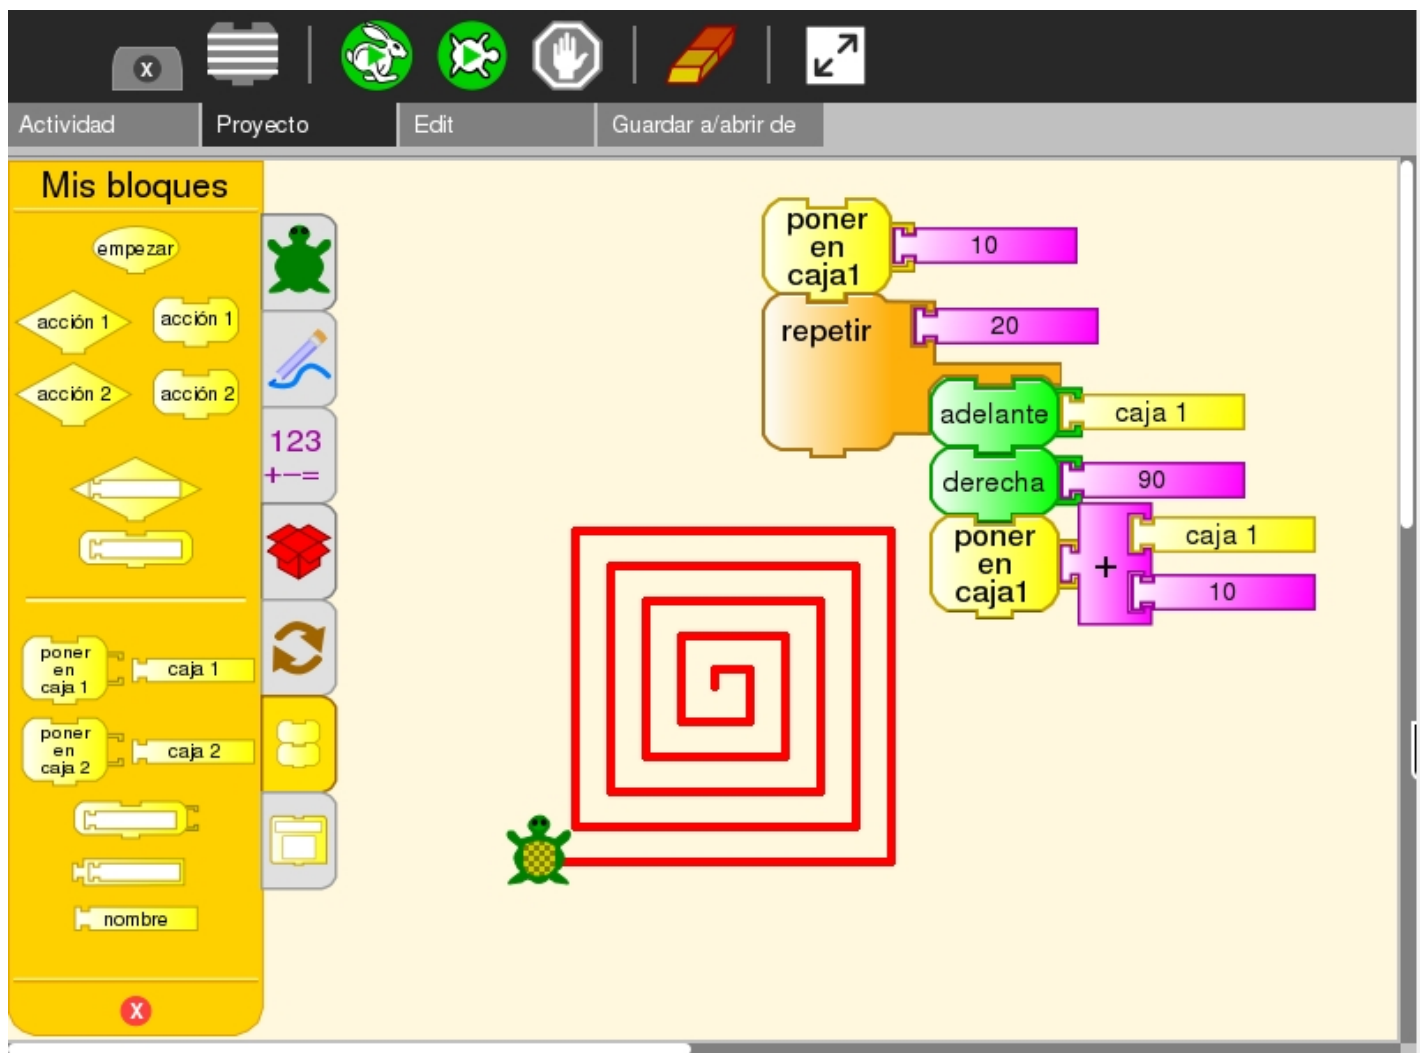 X
Actividad
Proyecto
Edit
Guardar a/abrir de
Mis bloques
empezar
acción 1
acción 1
acción 2
acción 2
poner
en
caja 1
caja 1
poner
en
caja 2
caja 2
nombre
X
123
+−=
poner
en
caja1
10
repetir
20
adelante
caja 1
derecha
90
poner
en
caja1
+
caja 1
10